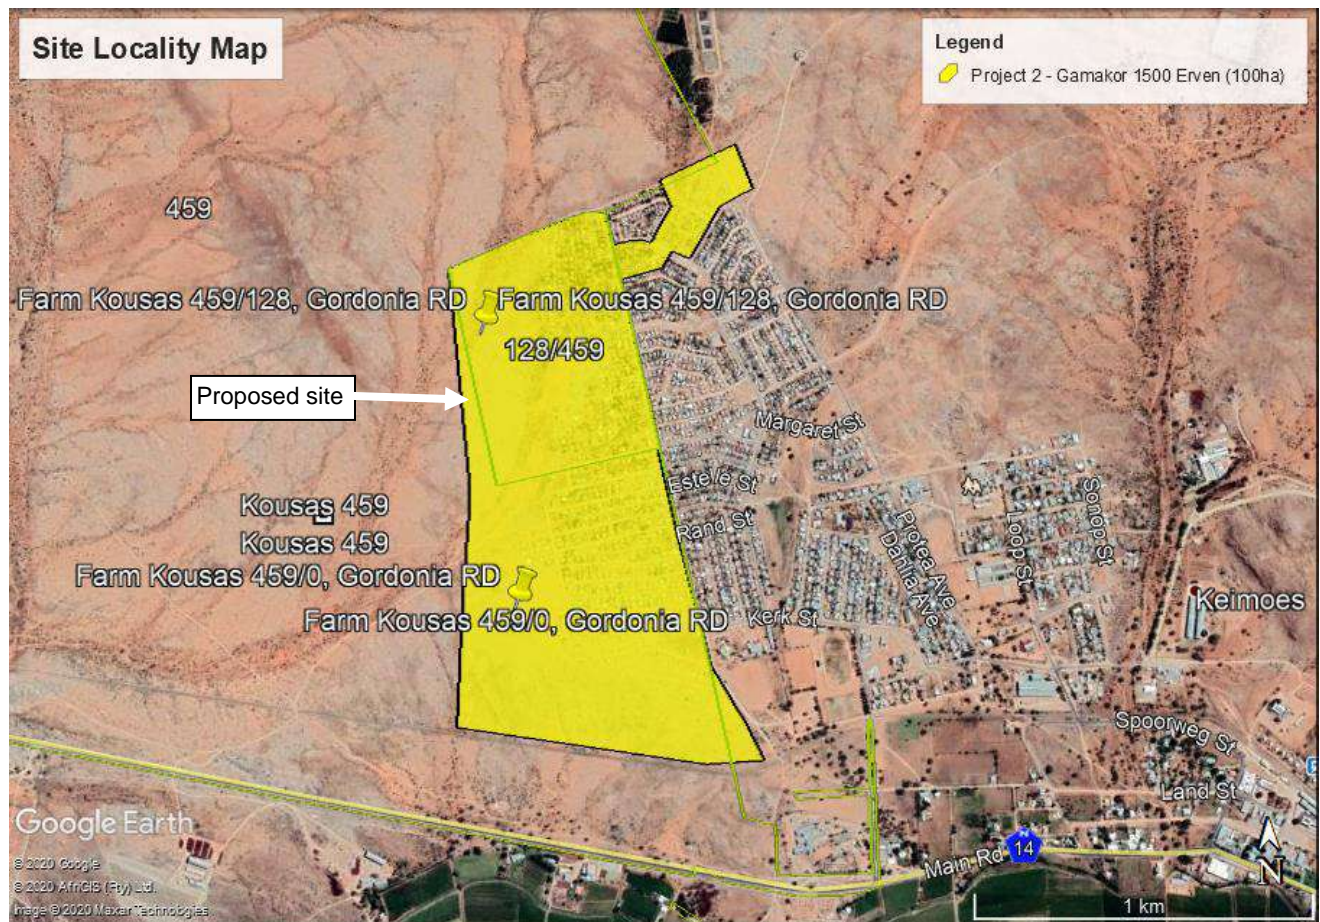 Site Locality Map
Legend
Project 2 - Gamakor 1500 Erven (100ha)
459
Farm Kousas 459/128, Gordonia RD
Farm Kousas 459/128, Gordonia RD
128/459
Proposed site
Margaret St
Estelle St
Rand St
Kousas 459
Kousas 459
Farm Kousas 459/0, Gordonia RD
Farm Kousas 459/0, Gordonia RD
Kerk St
Protea Ave
Dahlia Ave
Loop St
Sonop St
Keimoes
Spoorweg St
Land St
Main Rd
N
14
N
1 km
Google Earth
© 2020 Google
© 2020 AfriGIS (Pty) Ltd.
Image © 2020 Maxar Technologies